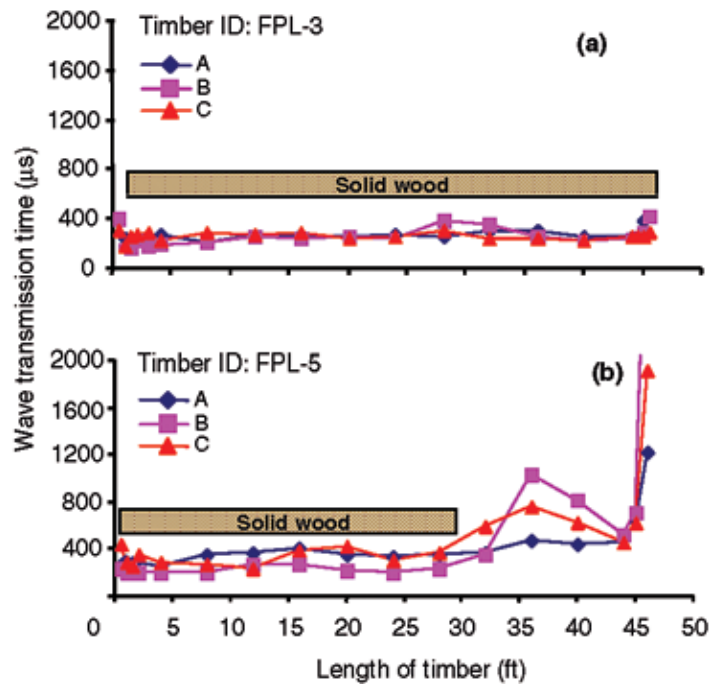 2000
Timber ID: FPL-3
(a)
1600
A
B
1200
C
800
Solid wood
400
0
Wave transmission time (μs)
2000
Timber ID: FPL-5
(b)
1600
A
B
1200
C
800
Solid wood
400
0 5 10 15 20 25 30 35 40 45 50
Length of timber (ft)